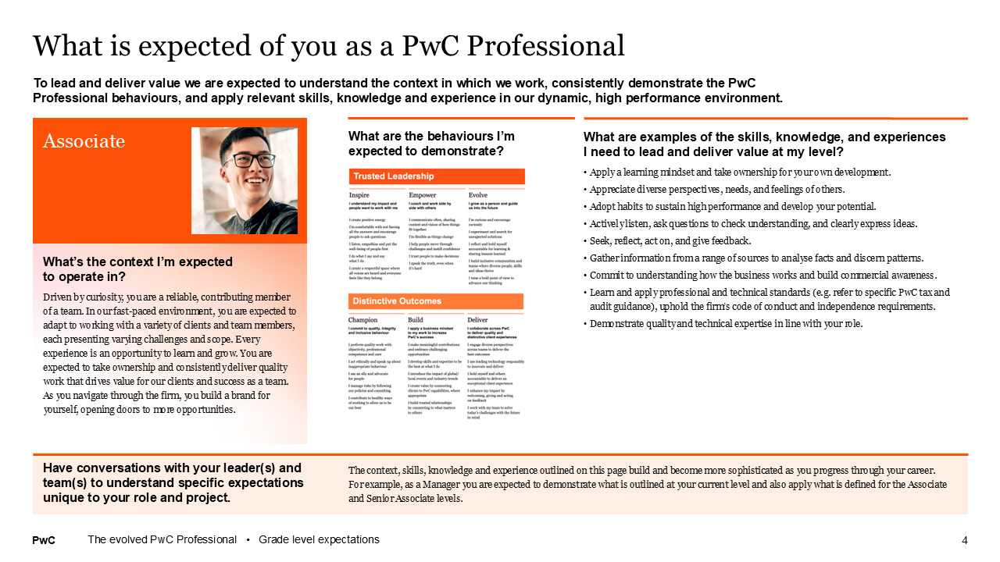 What is expected of you as a PwC Professional
To lead and deliver value we are expected to understand the context in which we work, consistently demonstrate the PwC
Professional behaviours, and apply relevant skills, knowledge and experience in our dynamic, high performance environment.
Associate
What's the context I'm expected
to operate in?
Driven by curiosity, you are a reliable, contributing member
of a team. In our fast-paced environment, you are expected to
adapt to working with a variety of clients and team members,
each presenting varying challenges and scope. Every
experience is an opportunity to learn and grow. You are
expected to take ownership and consistently deliver quality
work that drives value for our clients and success as a team.
As you navigate through the firm, you build a brand for
yourself, opening doors to more opportunities.
What are the behaviours I'm
expected to demonstrate?
Trusted Leadership
Inspire
I understand my impact and
people want to work with me
I create positive energy
I'm comfortable with not having
all the answers and encourage
people to ask questions
I listen, empathise and put the
well-being of people first
I do what I say and say
what I do
I create a respectful space where
all voices are heard and everyone
feels like they belong
Empower
I coach and work side by
side with others
I communicate often, sharing
context and vision of how things
fit together
I'm flexible as things change
I help people move through
challenges and instill confidence
I trust people to make decisions
I speak the truth, even when
it's hard
Evolve
I grow as a person and guide
us into the future
I'm curious and encourage
curiosity
I experiment and search for
unexpected solutions
I reflect and hold myself
accountable for learning &
sharing lessons learned
I build inclusive communities and
teams where diverse people, skills
and ideas thrive
I raise a bold point of view to
advance our thinking
Distinctive Outcomes
Champion
I commit to quality, integrity
and inclusive behaviour
I perform quality work with
objectivity, professional
competence and care
I act ethically and speak up about
inappropriate behaviour
I am an ally and advocate
for people
I manage risks by following
our policies and consulting
I contribute to healthy ways
of working to allow us to be
our best
Build
I apply a business mindset
to my work to increase
PwC's success
I make meaningful contributions
and embrace challenging
opportunities
I develop skills and expertise to be
the best at what I do
I introduce the impact of global/
local events and industry trends
I create value by connecting
clients to PwC capabilities, where
appropriate
I build trusted relationships
by connecting to what matters
to others
Deliver
I collaborate across PwC
to deliver quality and
distinctive client experiences
I engage diverse perspectives
across teams to deliver the
best outcomes
I use leading technology responsibly
to innovate and deliver
I hold myself and others
accountable to deliver an
exceptional client experience
I enhance my impact by
welcoming, giving and acting
on feedback
I work with my team to solve
today's challenges with the future
in mind
What are examples of the skills, knowledge, and experiences
I need to lead and deliver value at my level?
• Apply a learning mindset and take ownership for your own development.
• Appreciate diverse perspectives, needs, and feelings of others.
• Adopt habits to sustain high performance and develop your potential.
• Actively listen, ask questions to check understanding, and clearly express ideas.
• Seek, reflect, act on, and give feedback.
• Gather information from a range of sources to analyse facts and discern patterns.
• Commit to understanding how the business works and build commercial awareness.
• Learn and apply professional and technical standards (e.g. refer to specific PwC tax and
audit guidance), uphold the firm's code of conduct and independence requirements.
• Demonstrate quality and technical expertise in line with your role.
Have conversations with your leader(s) and
team(s) to understand specific expectations
unique to your role and project.
The context, skills, knowledge and experience outlined on this page build and become more sophisticated as you progress through your career.
For example, as a Manager you are expected to demonstrate what is outlined at your current level and also apply what is defined for the Associate
and Senior Associate levels.
PwC
The evolved PwC Professional • Grade level expectations
4